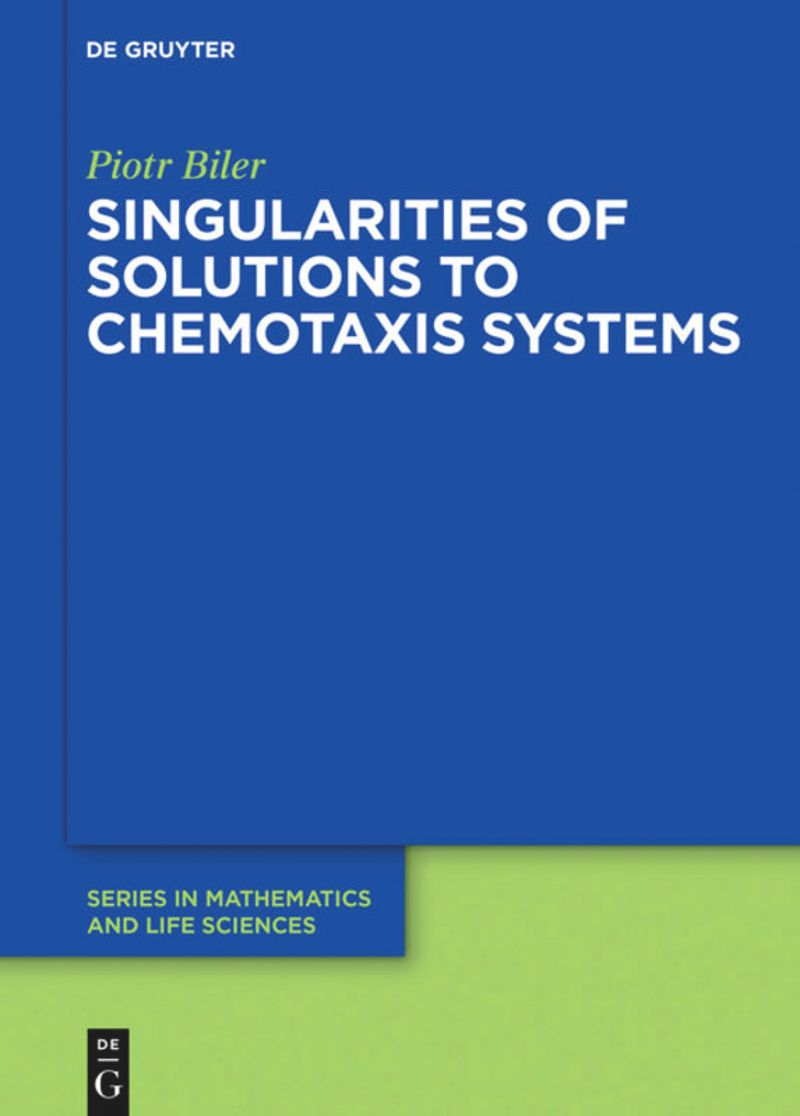 DE GRUYTER
Piotr Biler
SINGULARITIES OF
SOLUTIONS TO
CHEMOTAXIS SYSTEMS
SERIES IN MATHEMATICS
AND LIFE SCIENCES
DE
G